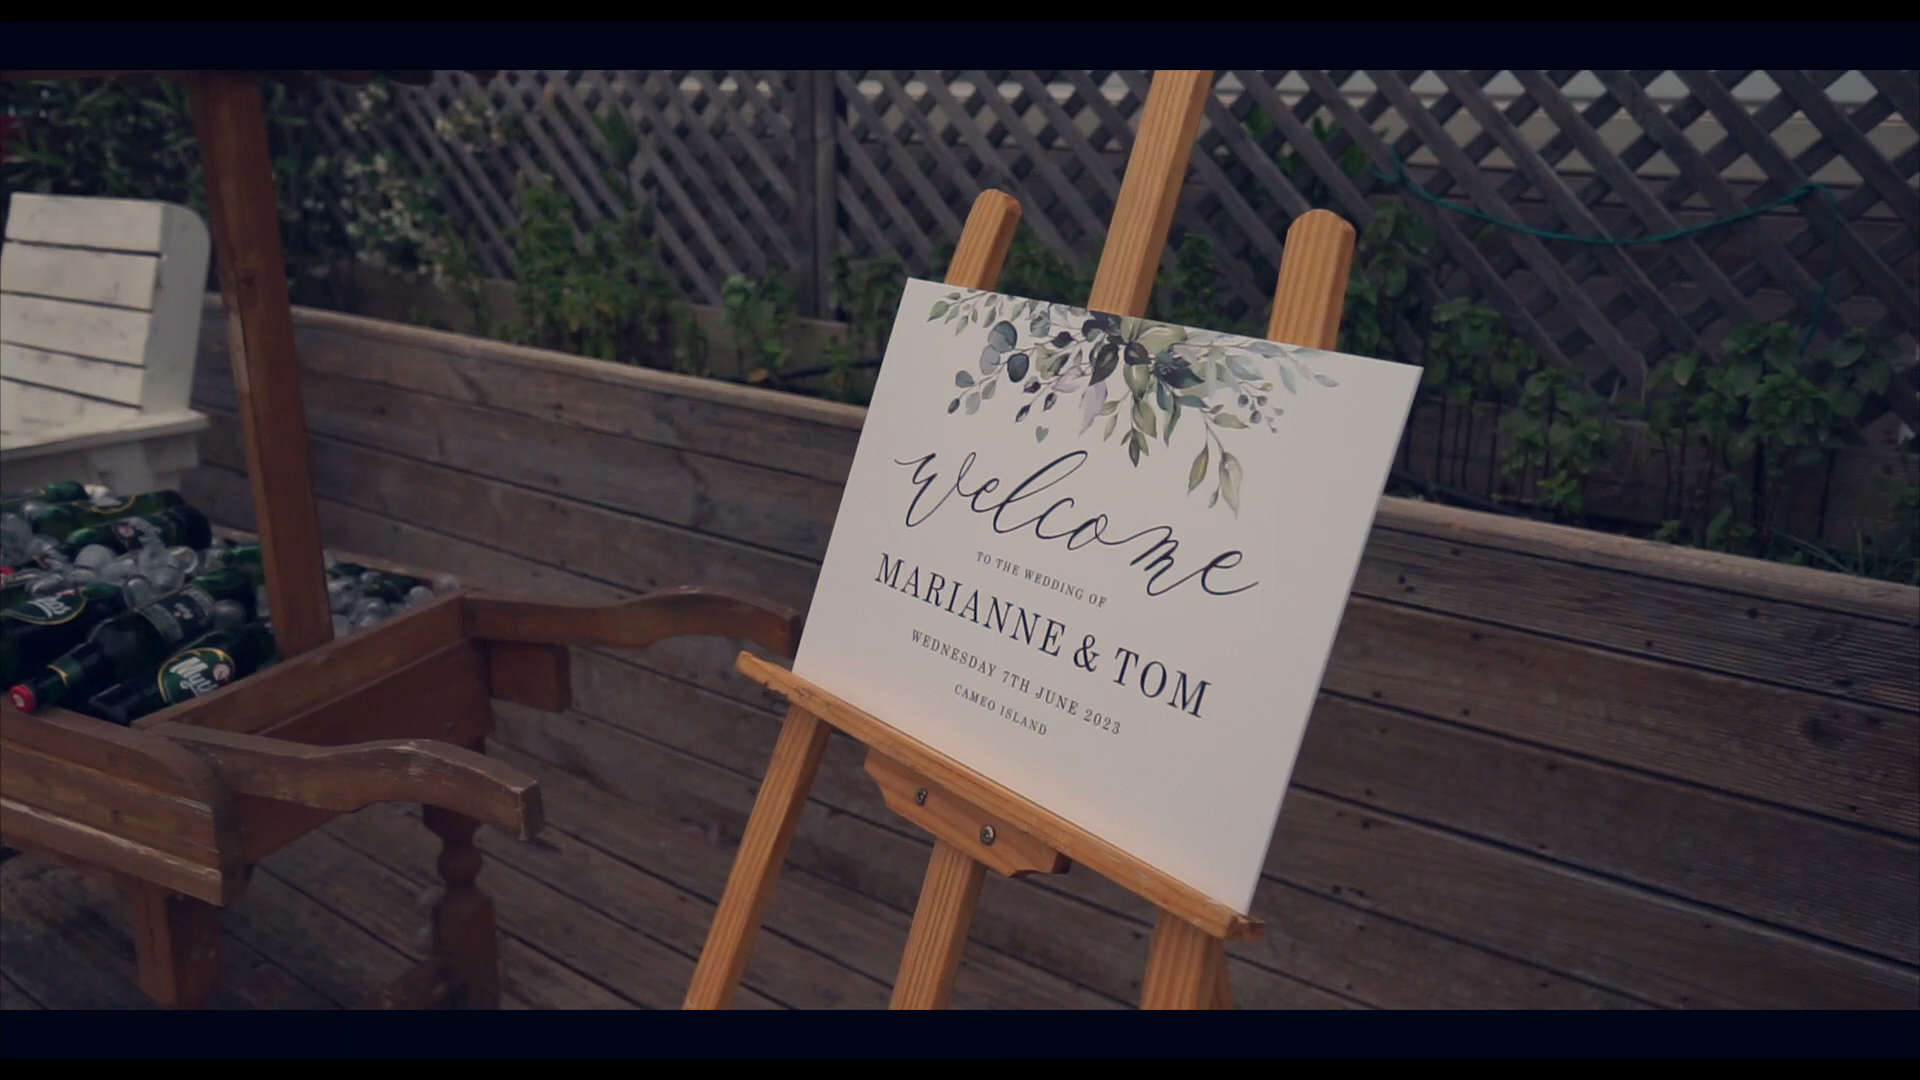 welcome
TO THE WEDDING OF
MARIANNE & TOM
WEDNESDAY 7TH JUNE 2023
CAMEO ISLAND